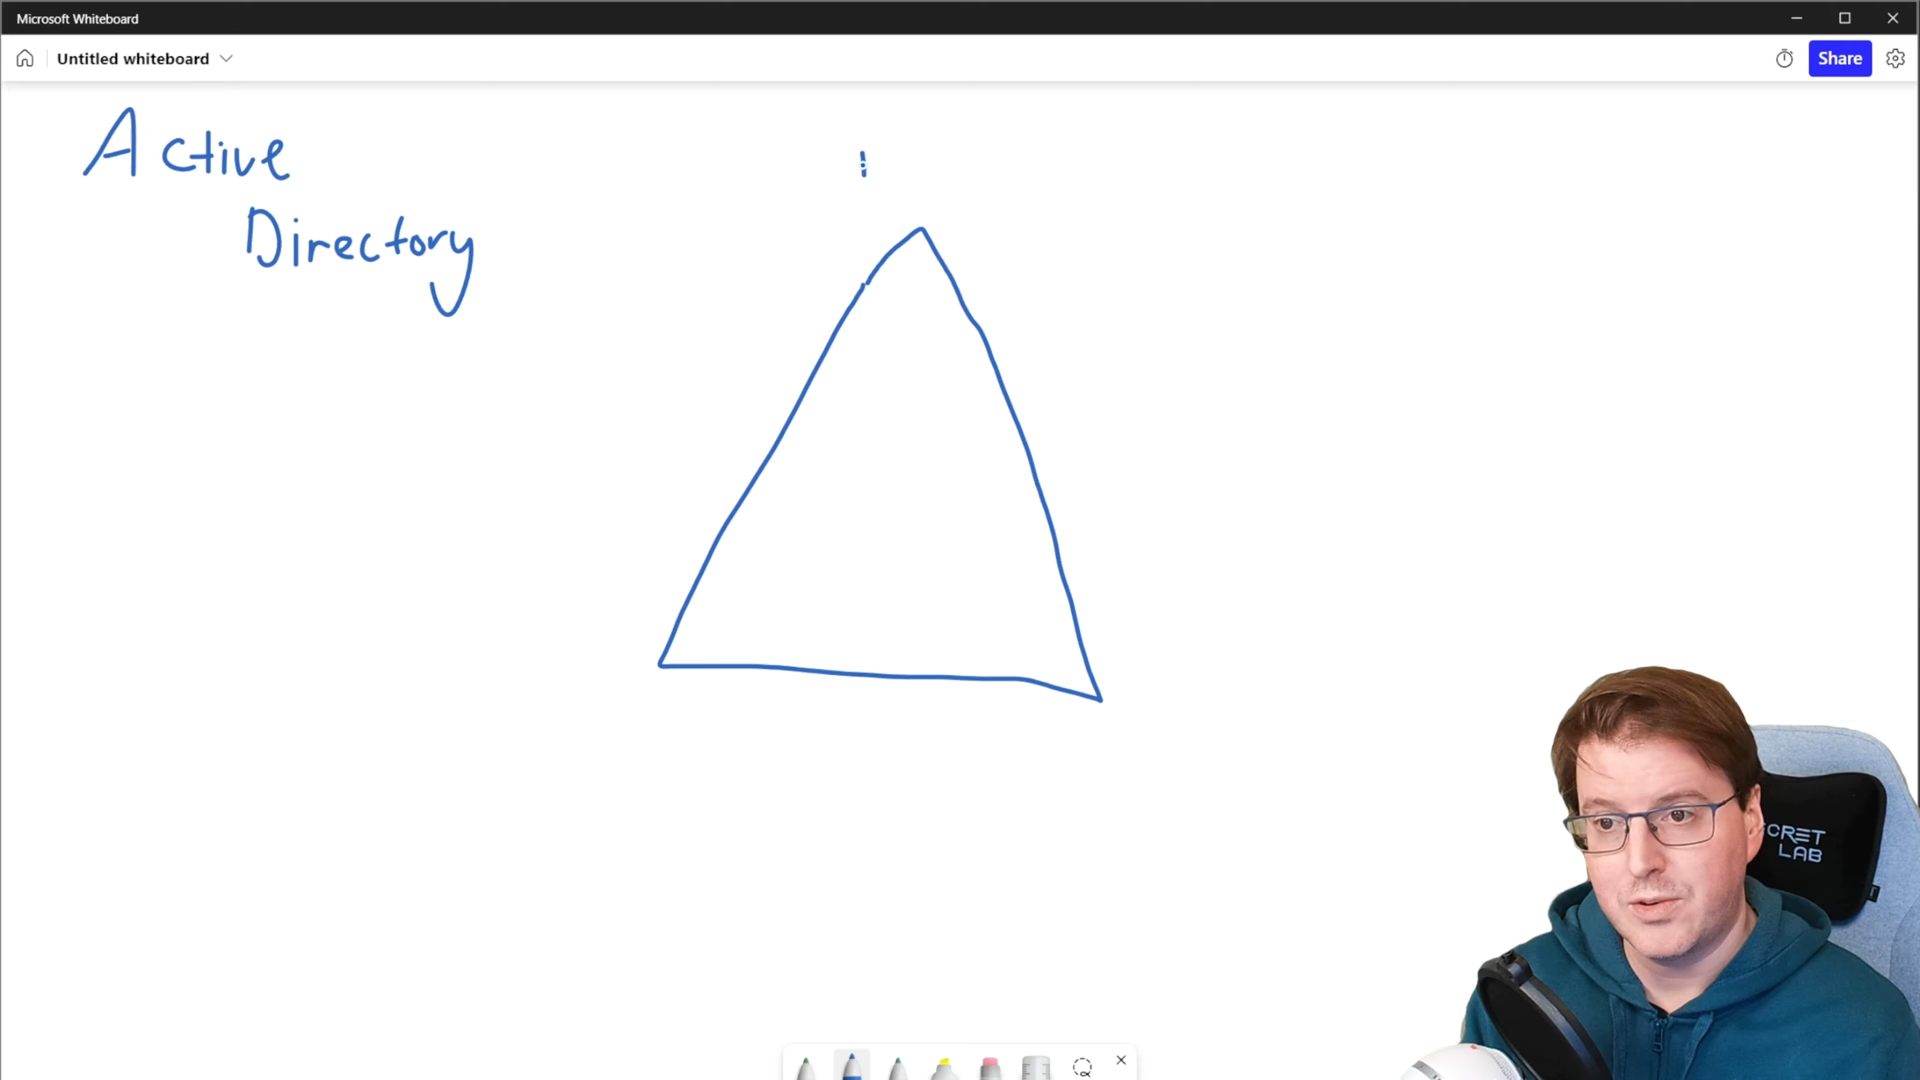 Microsoft Whiteboard
Untitled whiteboard
Share
Active
Directory
CRET
LAB